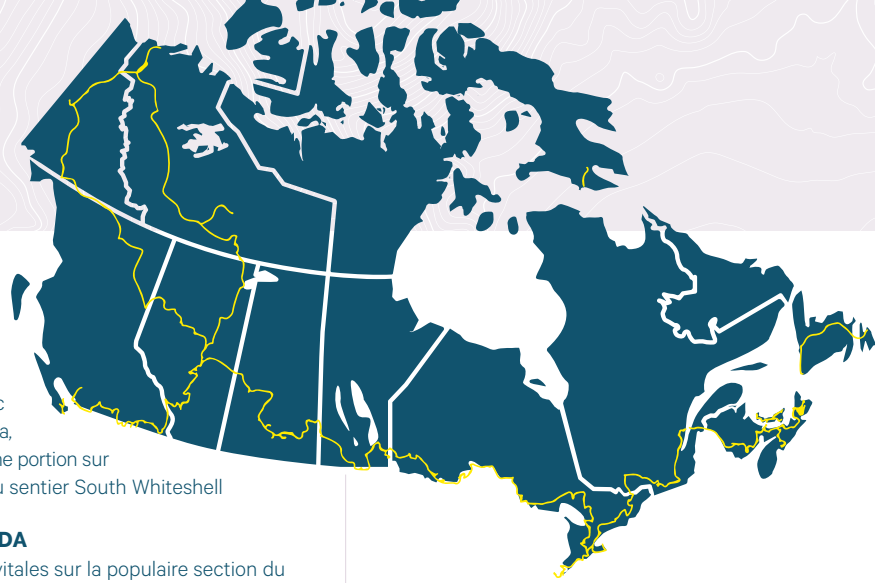 c
a,
ne portion sur
u sentier South Whiteshell
DA
vitales sur la populaire section du